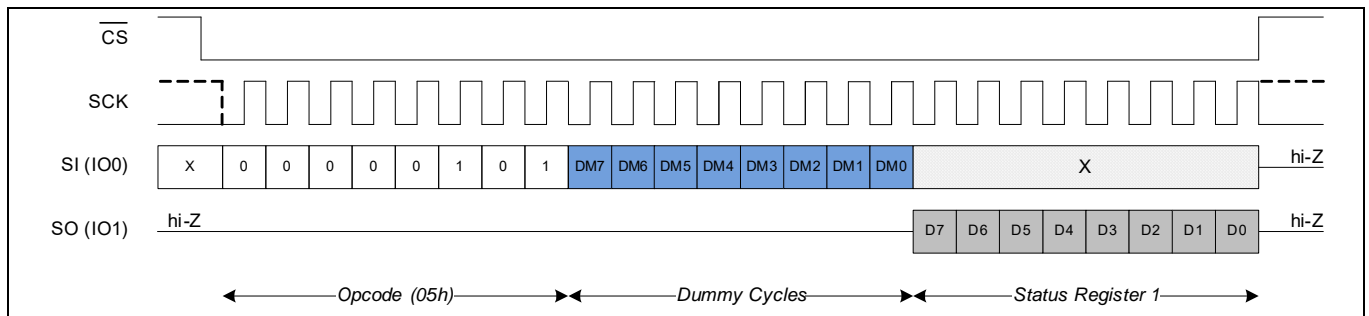 CS
SCK
SI (IO0) X 0 0 0 0 0 1 0 1 DM7 DM6 DM5 DM4 DM3 DM2 DM1 DM0 X hi-Z
SO (IO1) hi-Z D7 D6 D5 D4 D3 D2 D1 D0 hi-Z
Opcode (05h) Dummy Cycles Status Register 1